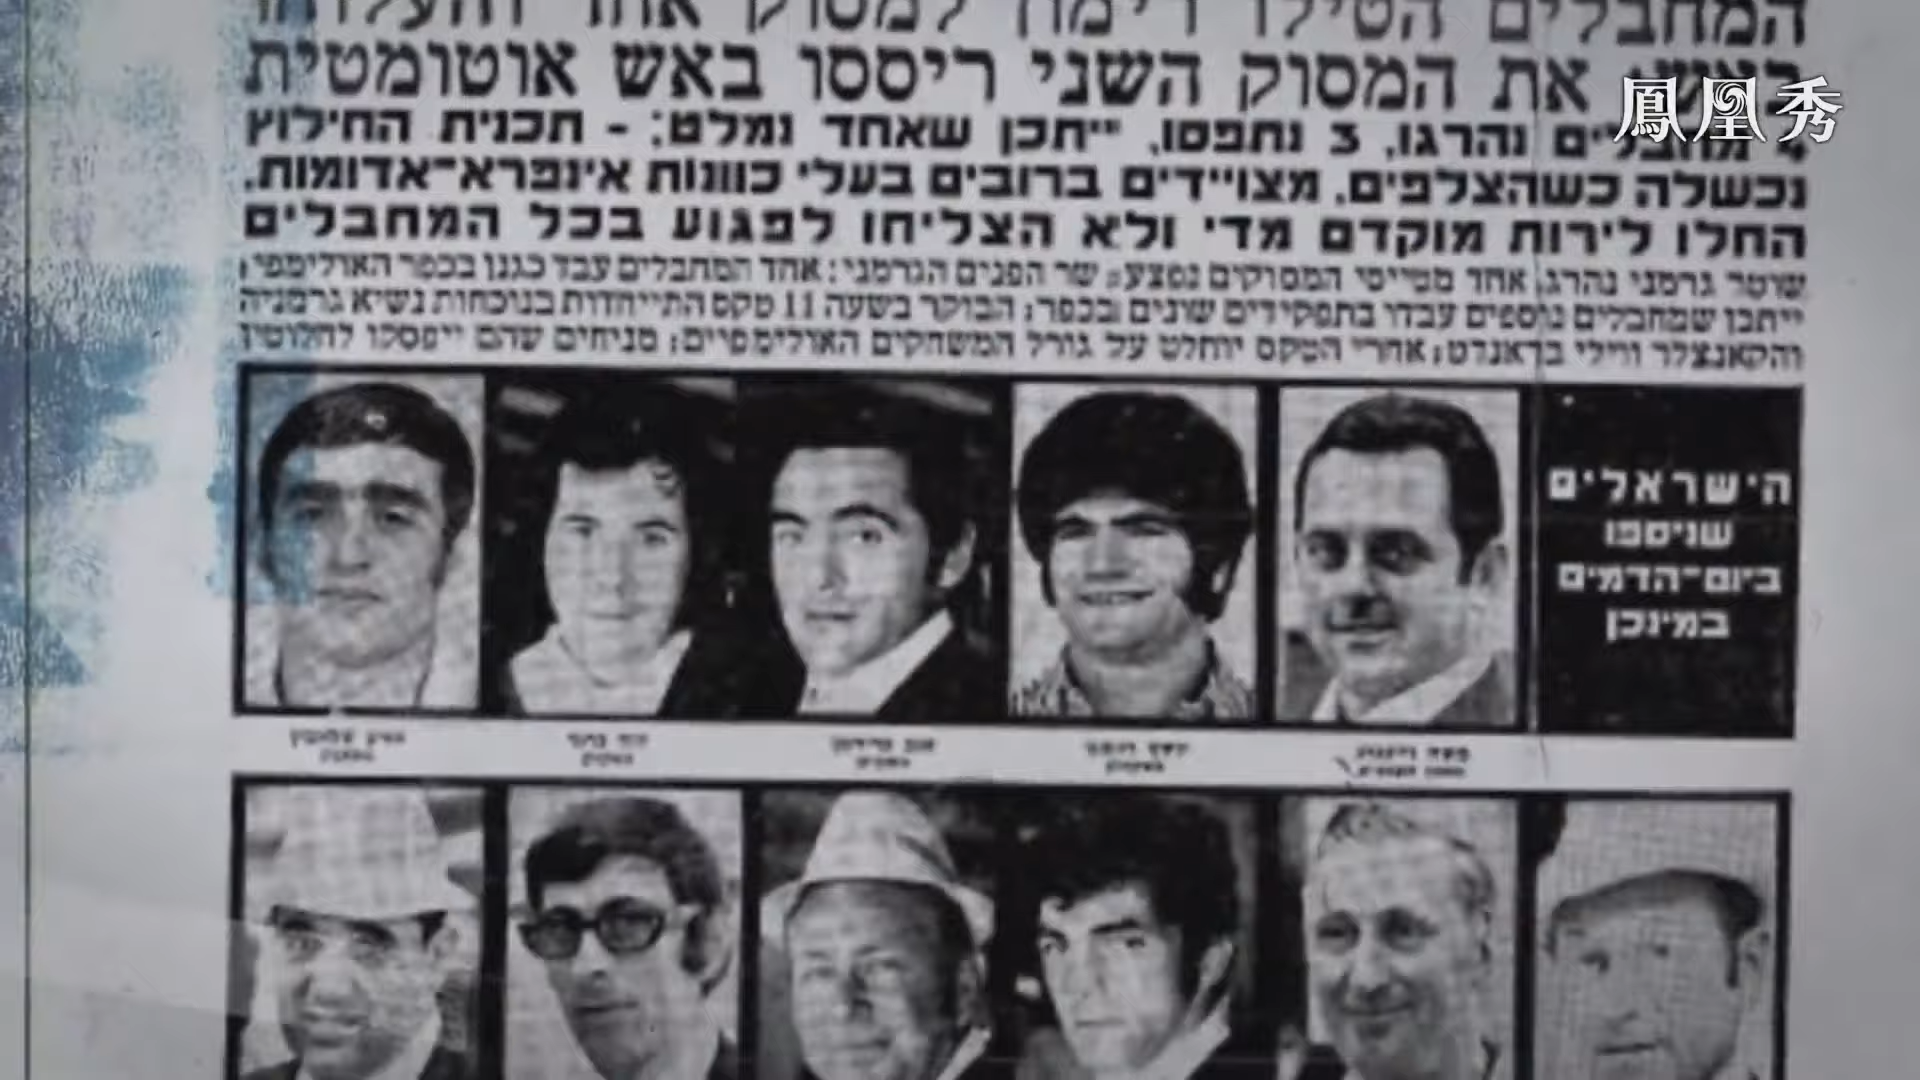 המחבלים הטילו רימון למסוק אחד והעלוהו
באש, את המסוק השני ריססו באש אוטומטית
鳳凰秀
4 מחבלים נהרגו, 3 נתפסו, ייתכן שאחד נמלט; - תכנית החילוץ
נכשלה כשהצלפים, מצויידים ברובים בעלי כוונות אינפרא-אדומות,
החלו לירות מוקדם מדי ולא הצליחו לפגוע בכל המחבלים
שוטר גרמני נהרג, אחד מטייסי המסוקים נפצע; שר הפנים הגרמני: אחד המחבלים עבד כגנן בכפר האולימפי;
ייתכן שמחבלים נוספים עבדו בתפקידים שונים בכפר; הבוקר בשעה 11 טקס התייחדות בנוכחות נשיא גרמניה
והקאנצלר ווילי בראנדט; אחרי הטקס יוחלט על גורל המשחקים האולימפיים; מניחים שהם ייפסקו לחלוטין
הישראלים
שניספו
ביום-הדמים
במינכן